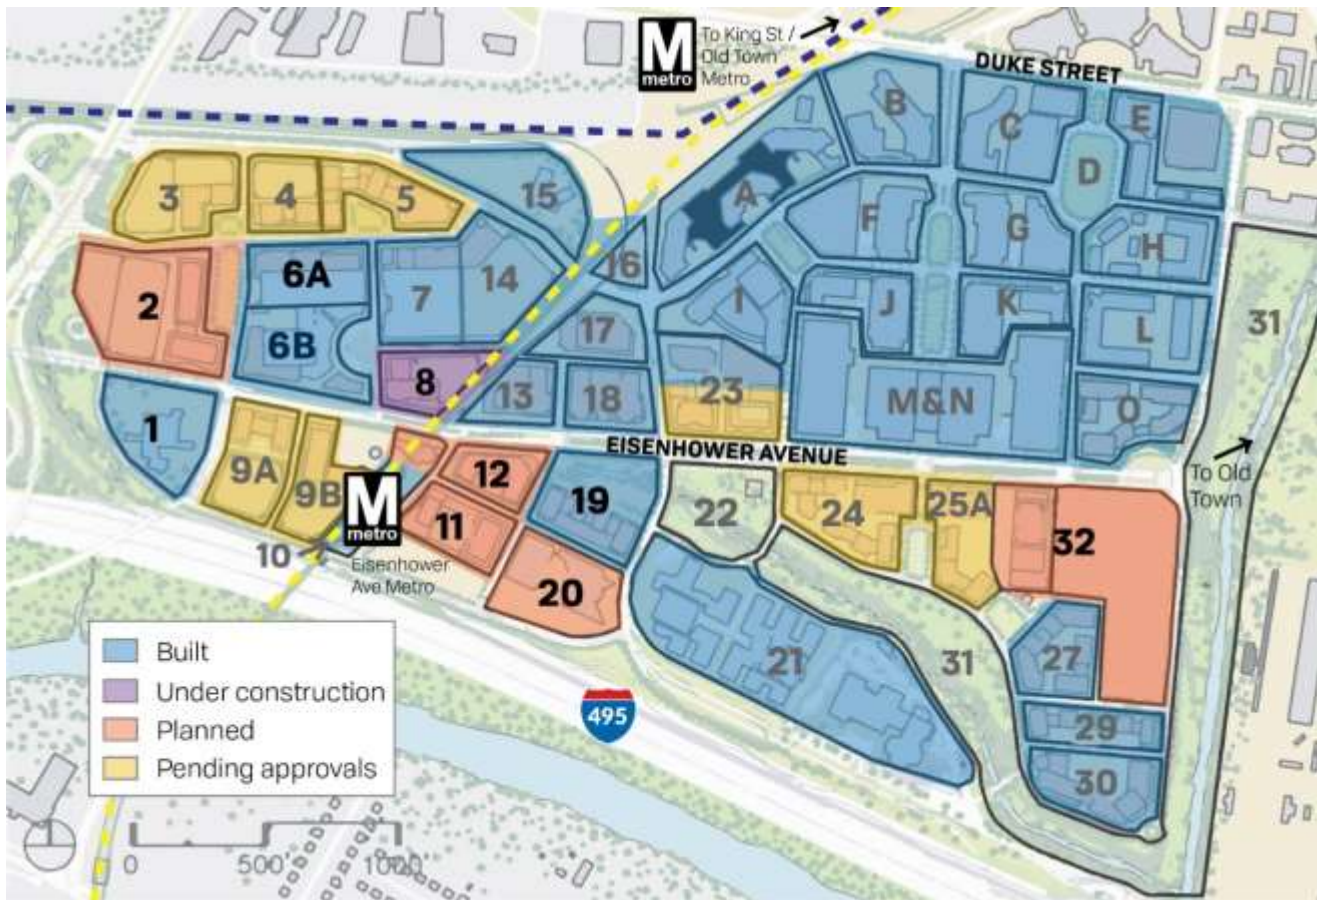 M
metro
To King St /
Old Town
Metro
DUKE STREET
B
C
E
D
A
3
4
5
15
F
G
H
16
6A
7
14
2
6B
I
J
K
L
31
17
8
13
18
23
M&N
O
1
EISENHOWER AVENUE
To Old
Town
9A
9B
12
19
22
24
25A
32
M
metro
11
10
Eisenhower
Ave Metro
20
21
31
27
495
29
30
Built
Under construction
Planned
Pending approvals
0
500'
1000